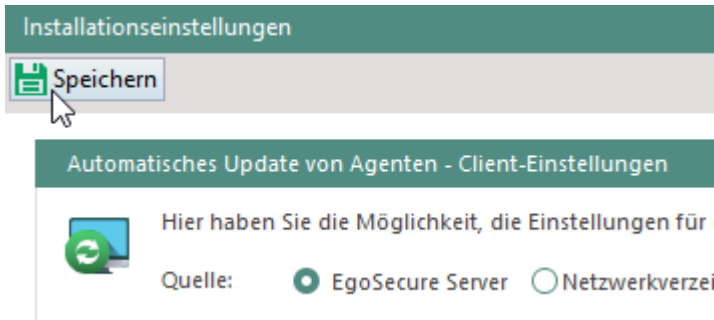 Installationseinstellungen
Speichern
Automatisches Update von Agenten - Client-Einstellungen
Hier haben Sie die Möglichkeit, die Einstellungen für
Quelle: EgoSecure Server Netzwerkverzei